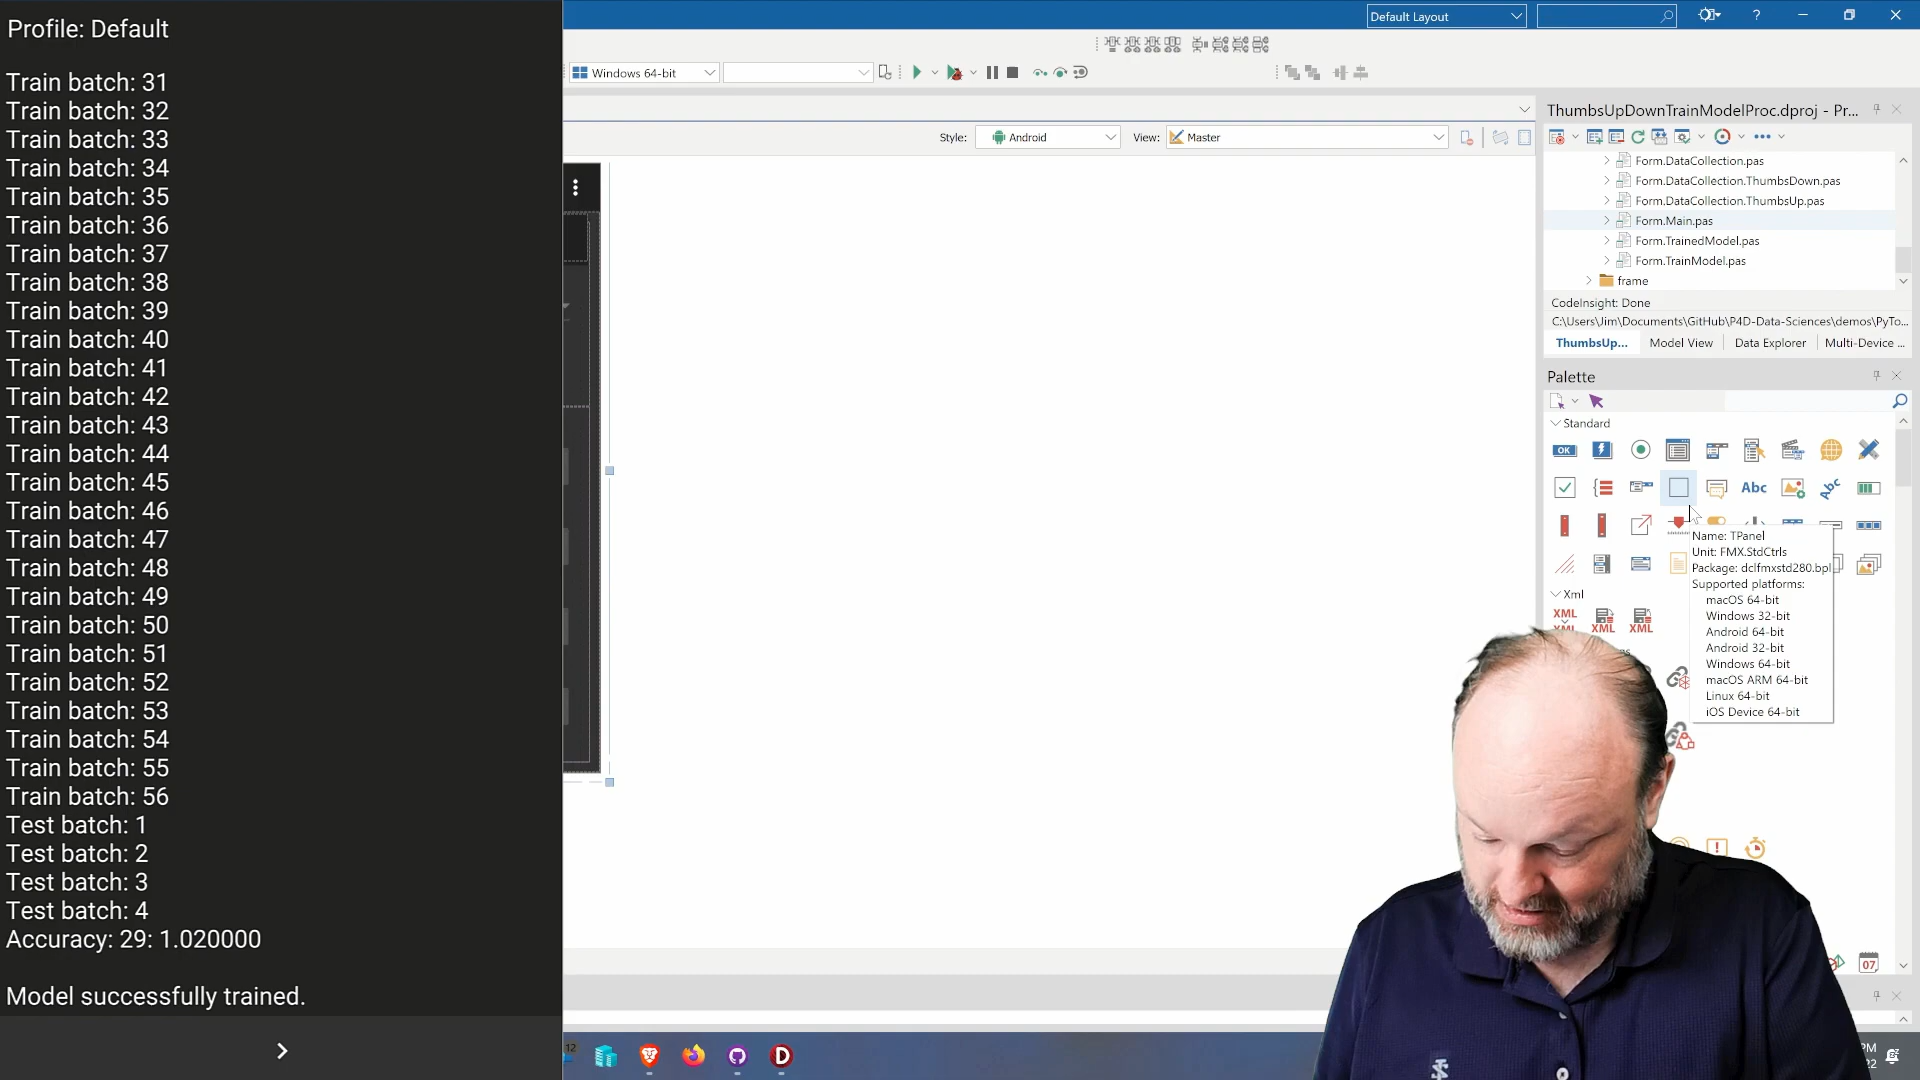 Profile: Default
Train batch: 31
Train batch: 32
Train batch: 33
Train batch: 34
Train batch: 35
Train batch: 36
Train batch: 37
Train batch: 38
Train batch: 39
Train batch: 40
Train batch: 41
Train batch: 42
Train batch: 43
Train batch: 44
Train batch: 45
Train batch: 46
Train batch: 47
Train batch: 48
Train batch: 49
Train batch: 50
Train batch: 51
Train batch: 52
Train batch: 53
Train batch: 54
Train batch: 55
Train batch: 56
Test batch: 1
Test batch: 2
Test batch: 3
Test batch: 4
Accuracy: 29: 1.020000
Model successfully trained.
Default Layout
?
Windows 64-bit
Style: Android View: Master
ThumbsUpDownTrainModelProc.dproj - Pr...
Form.DataCollection.pas
Form.DataCollection.ThumbsDown.pas
Form.DataCollection.ThumbsUp.pas
Form.Main.pas
Form.TrainedModel.pas
Form.TrainModel.pas
frame
CodeInsight: Done
C:\Users\Jim\Documents\GitHub\P4D-Data-Sciences\demos\PyTo...
ThumbsUp... Model View Data Explorer Multi-Device ...
Palette
Standard
OK
Abc
Abc
Name: TPanel
Unit: FMX.StdCtrls
Package: dclfmxstd280.bpl
Supported platforms:
macOS 64-bit
Windows 32-bit
Android 64-bit
Android 32-bit
Windows 64-bit
macOS ARM 64-bit
Linux 64-bit
iOS Device 64-bit
Xml
XML
XML
XML
07
12
D
PM
22